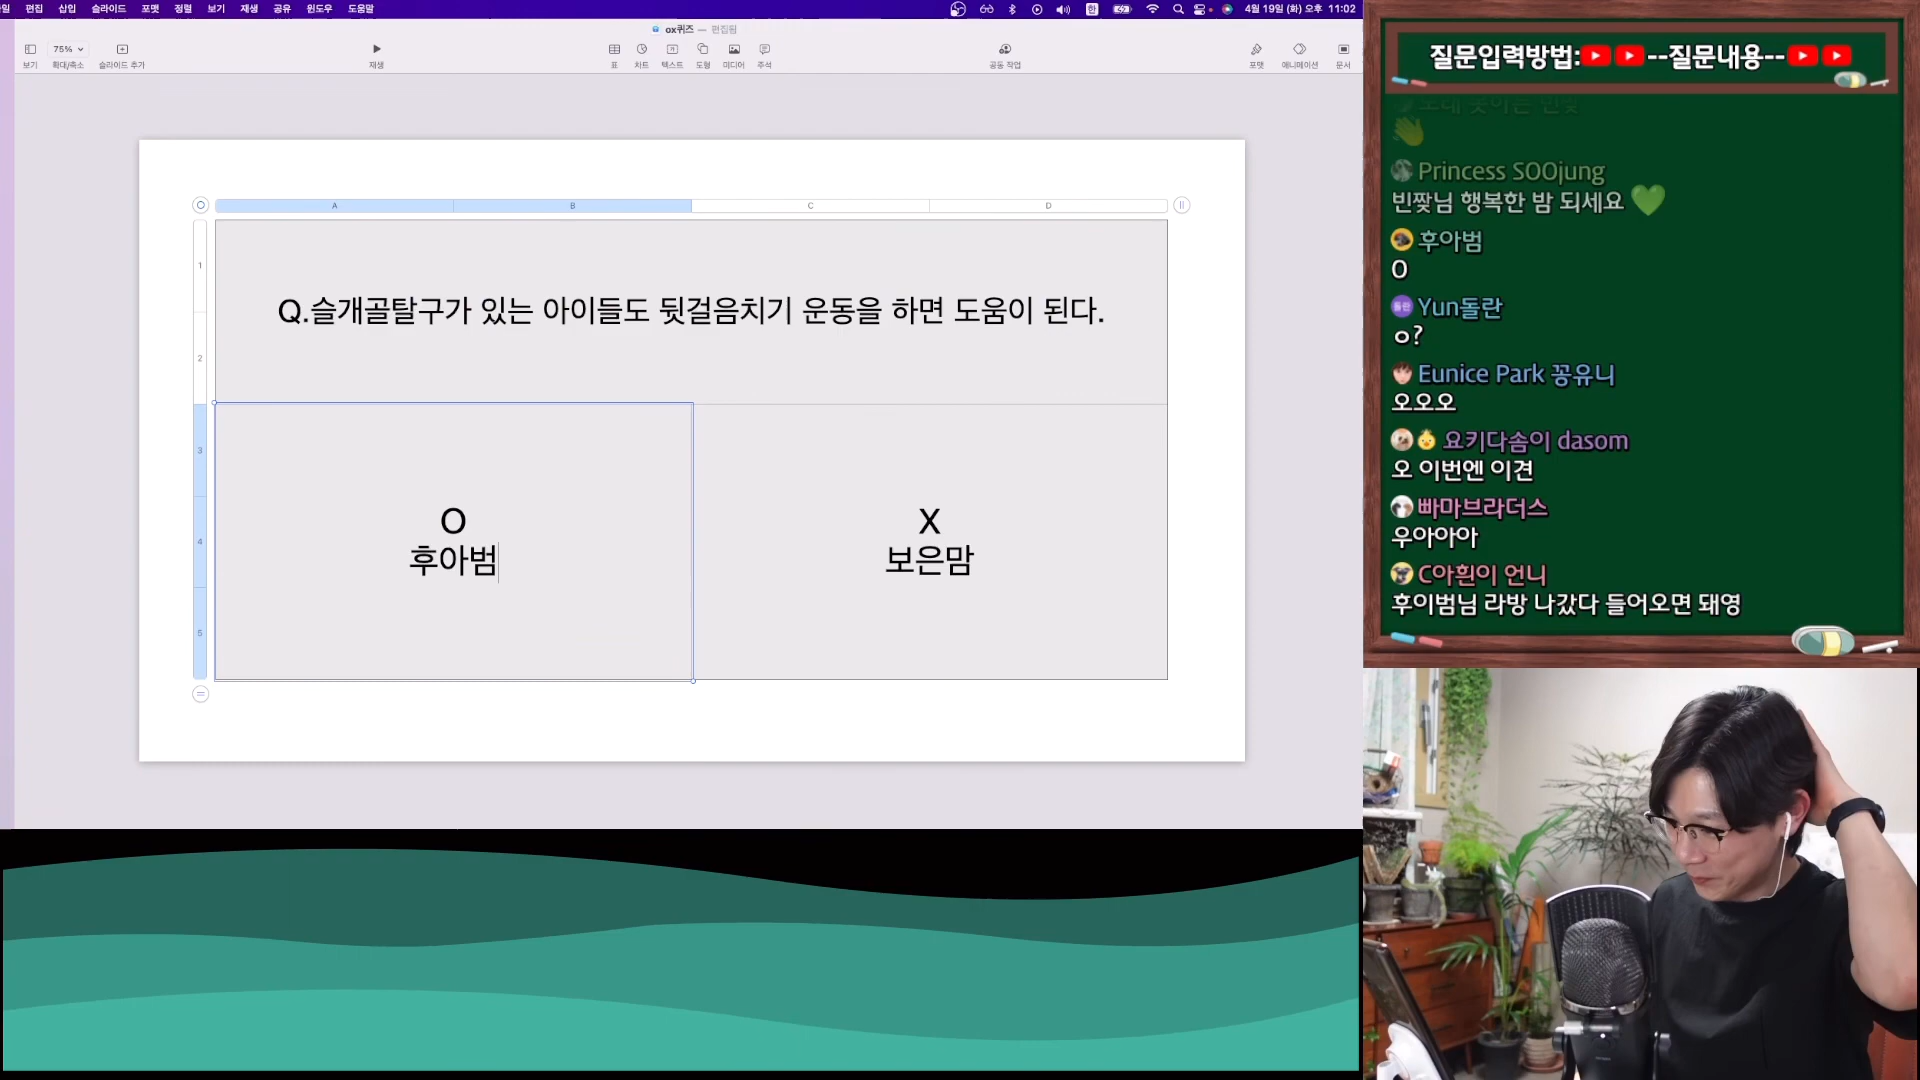 일 편집 삽입 슬라이드 포맷 정렬 보기 재생 공유 윈도우 도움말
한 4월 19일 (화) 오후 11:02
ox퀴즈 — 편집됨
75%
보기 확대/축소 슬라이드 추가 재생 표 차트 텍스트 도형 미디어 주석 공동 작업 포맷 애니메이션 문서
A B C D
1
2
3
4
5
Q.슬개골탈구가 있는 아이들도 뒷걸음치기 운동을 하면 도움이 된다.
O
후아범
X
보은맘
질문입력방법:--질문내용--
Princess SOOjung
빈짲님 행복한 밤 되세요
후아범
O
Yun돌란
ㅇ?
Eunice Park 꽁유니
오오오
요키다솜이 dasom
오 이번엔 이견
빠마브라더스
우아아아
C아흰이 언니
후이범님 라방 나갔다 들어오면 돼영